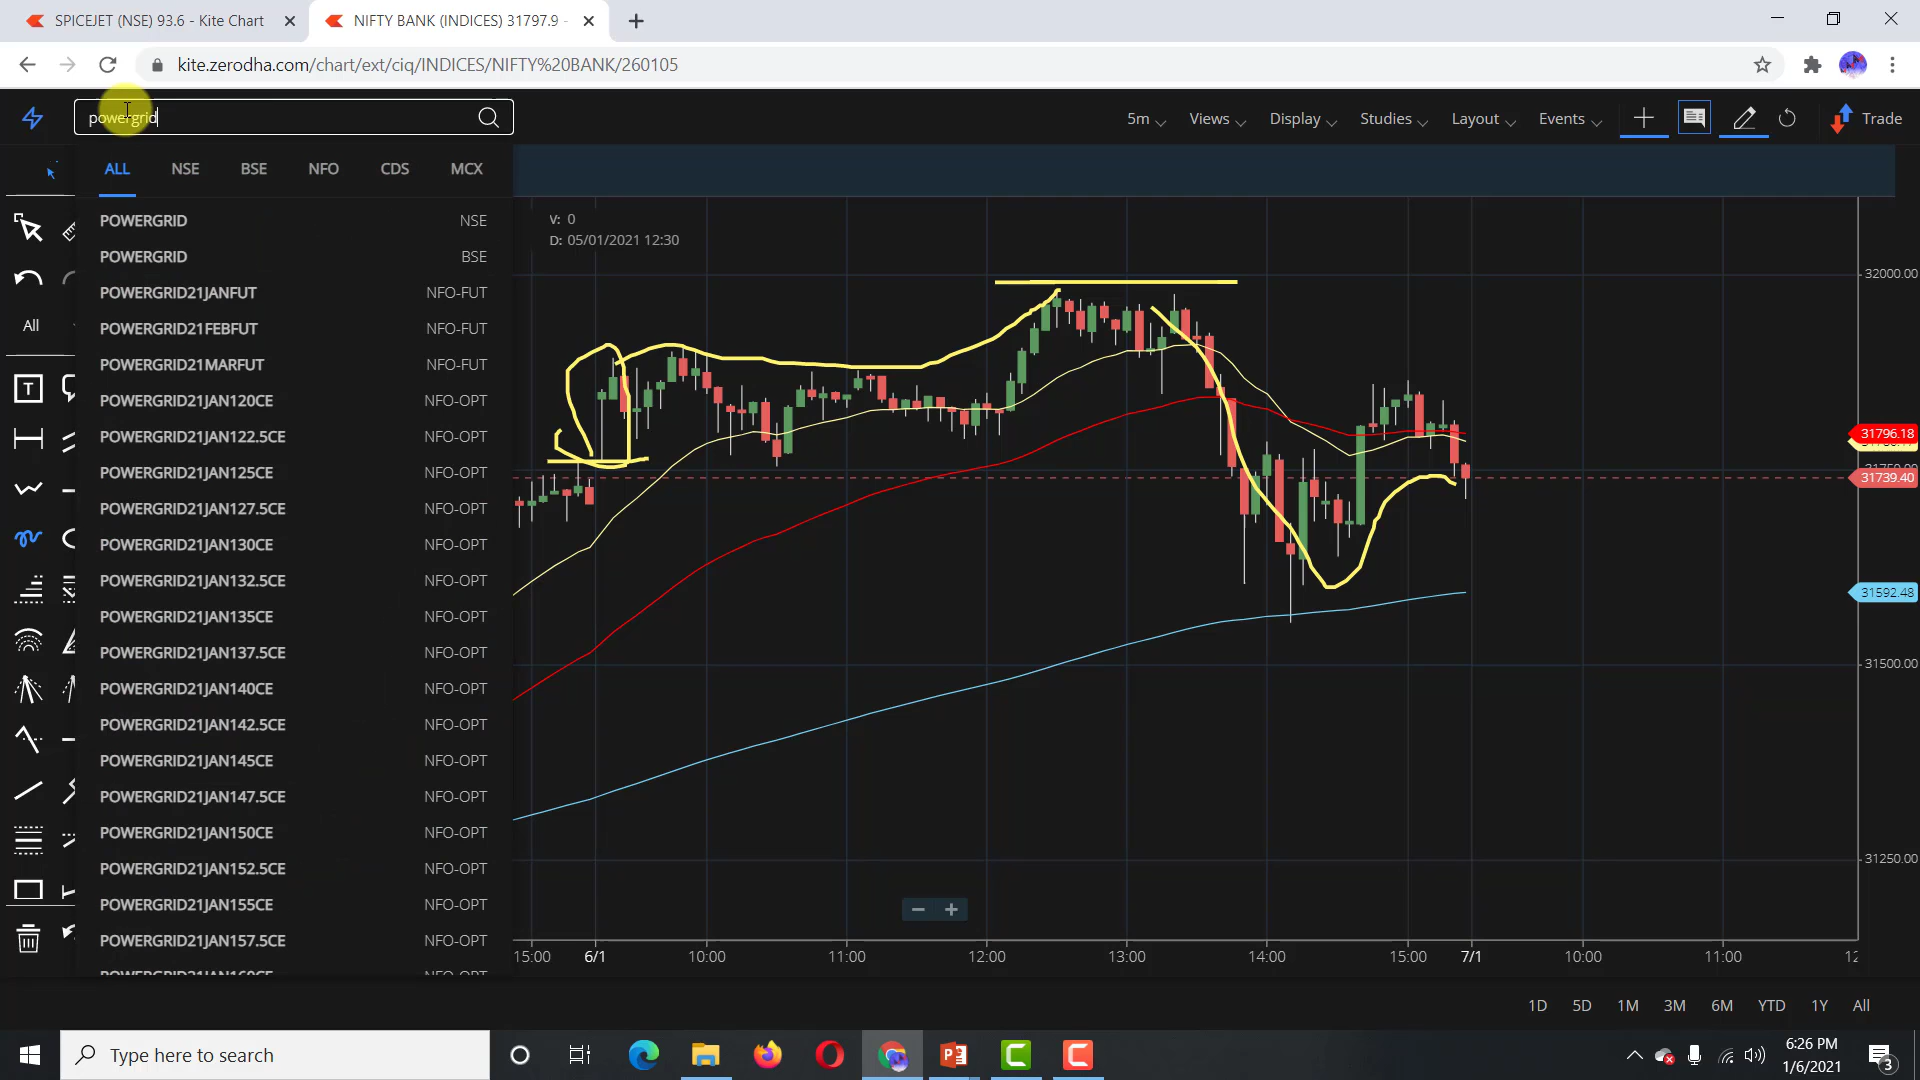 SPICEJET (NSE) 93.6 - Kite Chart
NIFTY BANK (INDICES) 31797.9 -
kite.zerodha.com/chart/ext/ciq/INDICES/NIFTY%20BANK/260105
powergrid
5m Views Display Studies Layout Events Trade
ALL NSE BSE NFO CDS MCX
POWERGRID NSE
POWERGRID BSE
POWERGRID21JANFUT NFO-FUT
POWERGRID21FEBFUT NFO-FUT
POWERGRID21MARFUT NFO-FUT
POWERGRID21JAN120CE NFO-OPT
POWERGRID21JAN122.5CE NFO-OPT
POWERGRID21JAN125CE NFO-OPT
POWERGRID21JAN127.5CE NFO-OPT
POWERGRID21JAN130CE NFO-OPT
POWERGRID21JAN132.5CE NFO-OPT
POWERGRID21JAN135CE NFO-OPT
POWERGRID21JAN137.5CE NFO-OPT
POWERGRID21JAN140CE NFO-OPT
POWERGRID21JAN142.5CE NFO-OPT
POWERGRID21JAN145CE NFO-OPT
POWERGRID21JAN147.5CE NFO-OPT
POWERGRID21JAN150CE NFO-OPT
POWERGRID21JAN152.5CE NFO-OPT
POWERGRID21JAN155CE NFO-OPT
POWERGRID21JAN157.5CE NFO-OPT
POWERGRID21JAN160CE NFO-OPT
All
T
V: 0
D: 05/01/2021 12:30
32000.00
31796.18
31739.40
31592.48
31500.00
31250.00
15:00 6/1 10:00 11:00 12:00 13:00 14:00 15:00 7/1 10:00 11:00
1D 5D 1M 3M 6M YTD 1Y All
Type here to search
6:26 PM
1/6/2021
3